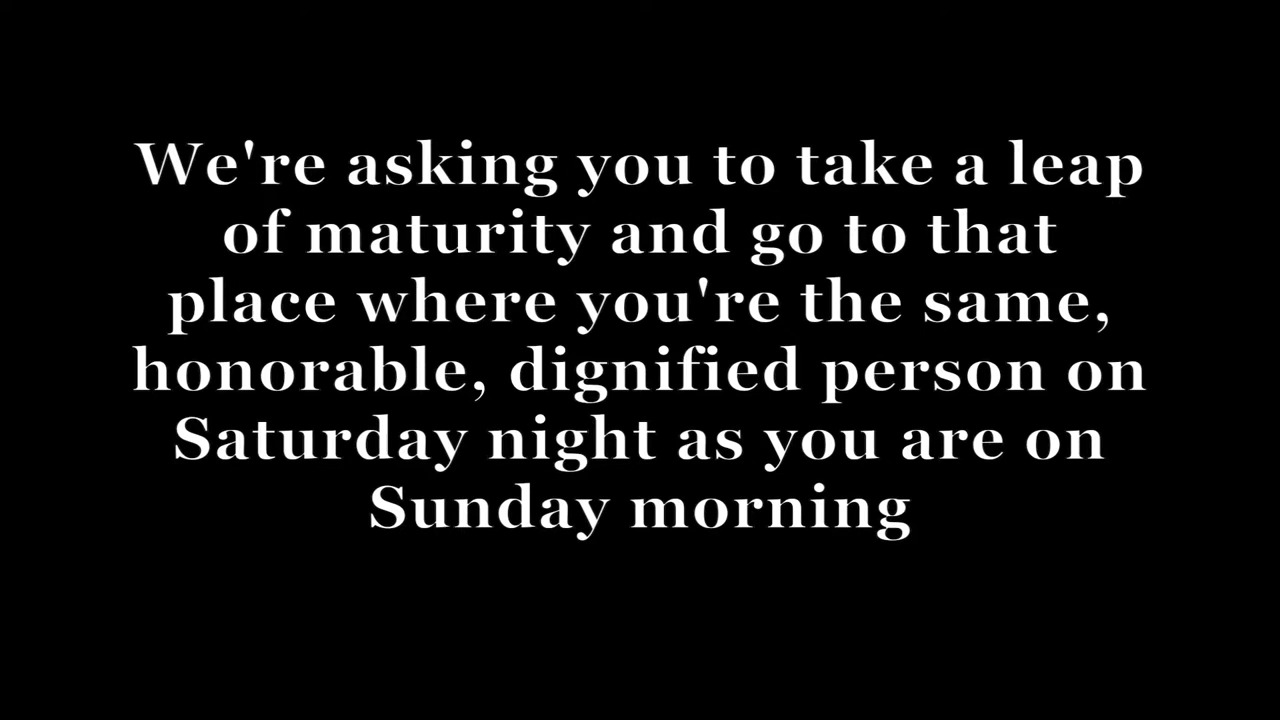 We're asking you to take a leap
of maturity and go to that
place where you're the same,
honorable, dignified person on
Saturday night as you are on
Sunday morning